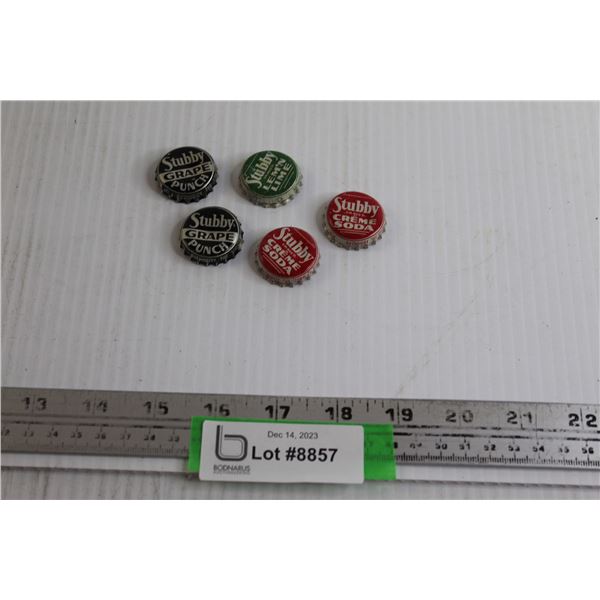 Stubby
GRAPE
PUNCH
Stubby
LEM'N
LIME
Stubby
GRAPE
PUNCH
Stubby
CRÈME
SODA
Stubby
CRÈME
SODA
13 14 15 16 17 18 19 20 21 22
Dec 14, 2023
Lot #8857
BODNARUS